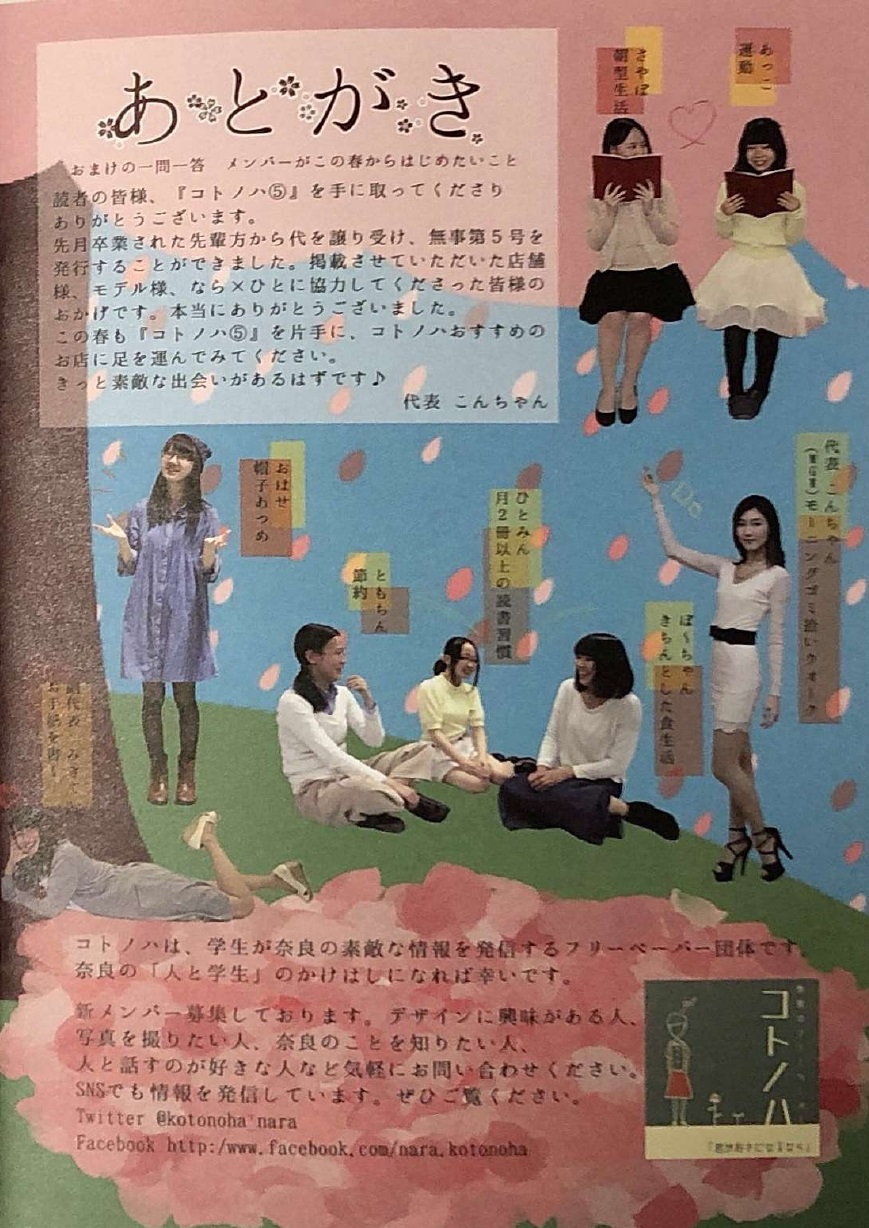 あとがき
おまけの一問一答　メンバーがこの春からはじめたいこと
読者の皆様、『コトノハ⑤』を手に取ってくださり
ありがとうございます。
先月卒業された先輩方から代を譲り受け、無事第5号を
発行することができました。掲載させていただいた店舗
様、モデル様、なら×ひとに協力してくださった皆様の
おかげです。本当にありがとうございました。
この春も『コトノハ⑤』を片手に、コトノハおすすめの
お店に足を運んでみてください。
きっと素敵な出会いがあるはずです♪
代表 こんちゃん
さやぽ
朝型生活
あっこ
運動
おはせ
帽子あつめ
ともちん
節約
ひとみん
月2冊以上の読書習慣
ぽ～ちゃん
きちんとした食生活
代表 こんちゃん
モーニングゴミ拾いウォーク
副代表 みき
お手紙を書く
コトノハは、学生が奈良の素敵な情報を発信するフリーペーパー団体です。
奈良の「人と学生」のかけはしになれば幸いです。
新メンバー募集しております。デザインに興味がある人、
写真を撮りたい人、奈良のことを知りたい人、
人と話すのが好きな人など気軽にお問い合わせください。
SNSでも情報を発信しています。ぜひご覧ください。
Twitter @kotonoha_nara
Facebook http:/www.facebook.com/nara.kotonoha
コトノハ